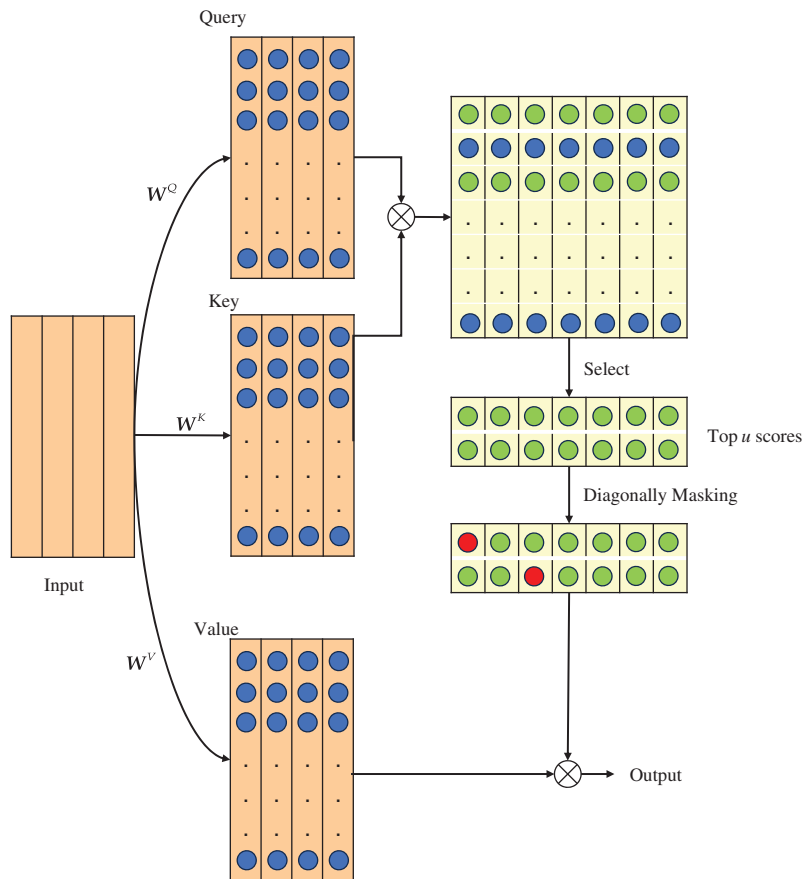 Query
W^Q
Key
W^K
Input
Select
Top u scores
Diagonally Masking
Value
W^V
Output